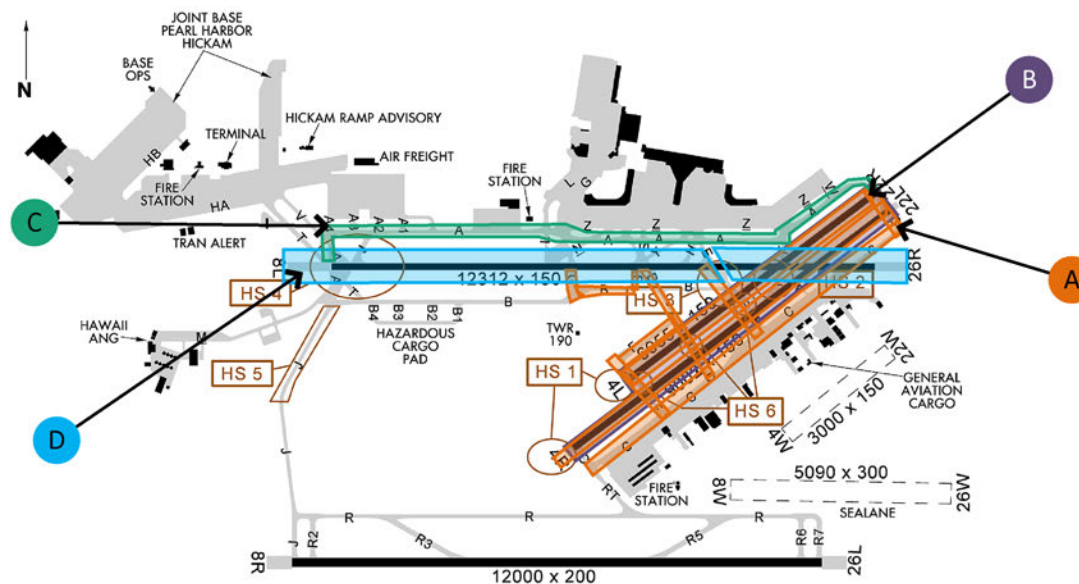 JOINT BASE
PEARL HARBOR
HICKAM
BASE
OPS
N
B
HICKAM RAMP ADVISORY
TERMINAL
AIR FREIGHT
HB
FIRE
STATION
HA
TRAN ALERT
FIRE
STATION
L
G
C
V
T
A3
A2
A1
A
Z
Z
Z
A
A
A
22L
8L
26R
12312 x 150
HS 4
HS 3
HS 2
A
B4
B3
B2
B1
B
B
HAZARDOUS
CARGO
PAD
TWR
190
HAWAII
ANG
HS 5
HS 1
4L
HS 6
G
C
C
22W
4W
3000 x 150
GENERAL
AVIATION
CARGO
D
J
RT
FIRE
STATION
5090 x 300
8W
26W
SEALANE
R
R
R
J
R2
R3
R5
R6
R7
8R
26L
12000 x 200